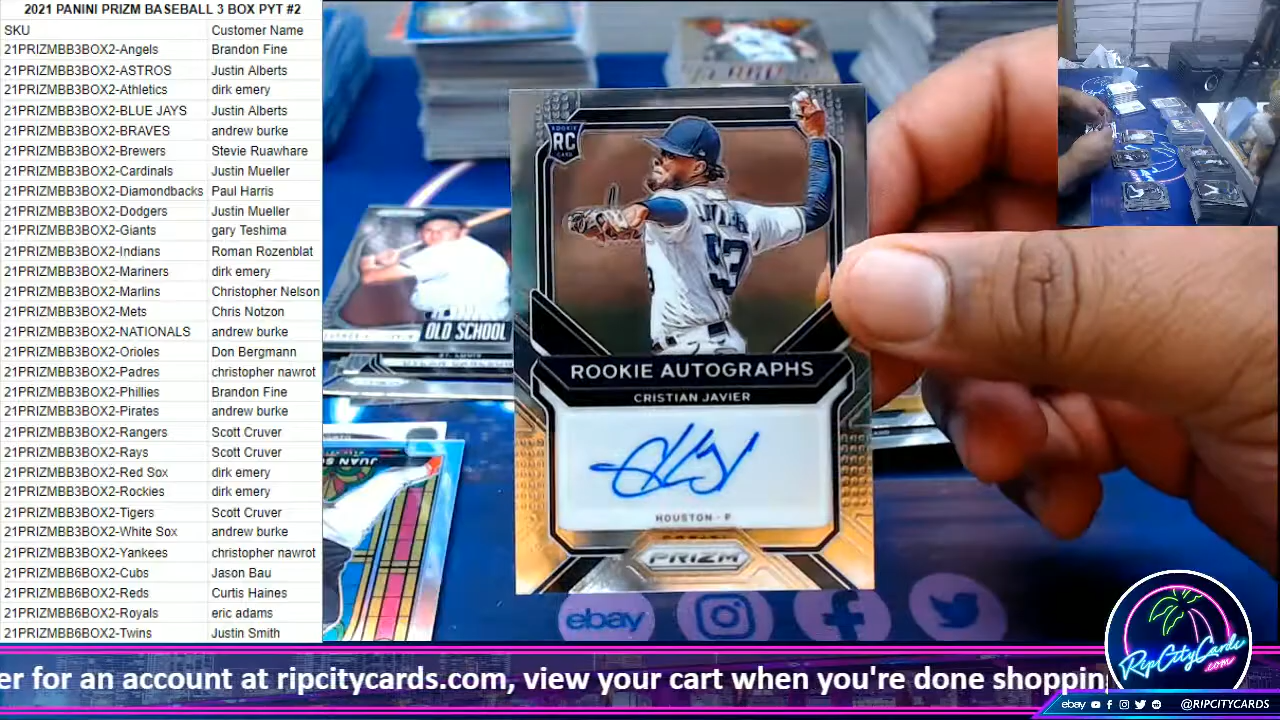 2021 PANINI PRIZM BASEBALL 3 BOX PYT #2
SKU Customer Name
21PRIZMBB3BOX2-Angels Brandon Fine
21PRIZMBB3BOX2-ASTROS Justin Alberts
21PRIZMBB3BOX2-Athletics dirk emery
21PRIZMBB3BOX2-BLUE JAYS Justin Alberts
21PRIZMBB3BOX2-BRAVES andrew burke
21PRIZMBB3BOX2-Brewers Stevie Ruawhare
21PRIZMBB3BOX2-Cardinals Justin Mueller
21PRIZMBB3BOX2-Diamondbacks Paul Harris
21PRIZMBB3BOX2-Dodgers Justin Mueller
21PRIZMBB3BOX2-Giants gary Teshima
21PRIZMBB3BOX2-Indians Roman Rozenblat
21PRIZMBB3BOX2-Mariners dirk emery
21PRIZMBB3BOX2-Marlins Christopher Nelson
21PRIZMBB3BOX2-Mets Chris Notzon
21PRIZMBB3BOX2-NATIONALS andrew burke
21PRIZMBB3BOX2-Orioles Don Bergmann
21PRIZMBB3BOX2-Padres christopher nawrot
21PRIZMBB3BOX2-Phillies Brandon Fine
21PRIZMBB3BOX2-Pirates andrew burke
21PRIZMBB3BOX2-Rangers Scott Cruver
21PRIZMBB3BOX2-Rays Scott Cruver
21PRIZMBB3BOX2-Red Sox dirk emery
21PRIZMBB3BOX2-Rockies dirk emery
21PRIZMBB3BOX2-Tigers Scott Cruver
21PRIZMBB3BOX2-White Sox andrew burke
21PRIZMBB3BOX2-Yankees christopher nawrot
21PRIZMBB6BOX2-Cubs Jason Bau
21PRIZMBB6BOX2-Reds Curtis Haines
21PRIZMBB6BOX2-Royals eric adams
21PRIZMBB6BOX2-Twins Justin Smith
ROOKIE
RC
CARD
53
ROOKIE AUTOGRAPHS
CRISTIAN JAVIER
HOUSTON - P
PRIZM
OLD SCHOOL
JUAN
ebay
RipCityCards
.com
er for an account at ripcitycards.com, view your cart when you're done shopping
ebay @RIPCITYCARDS